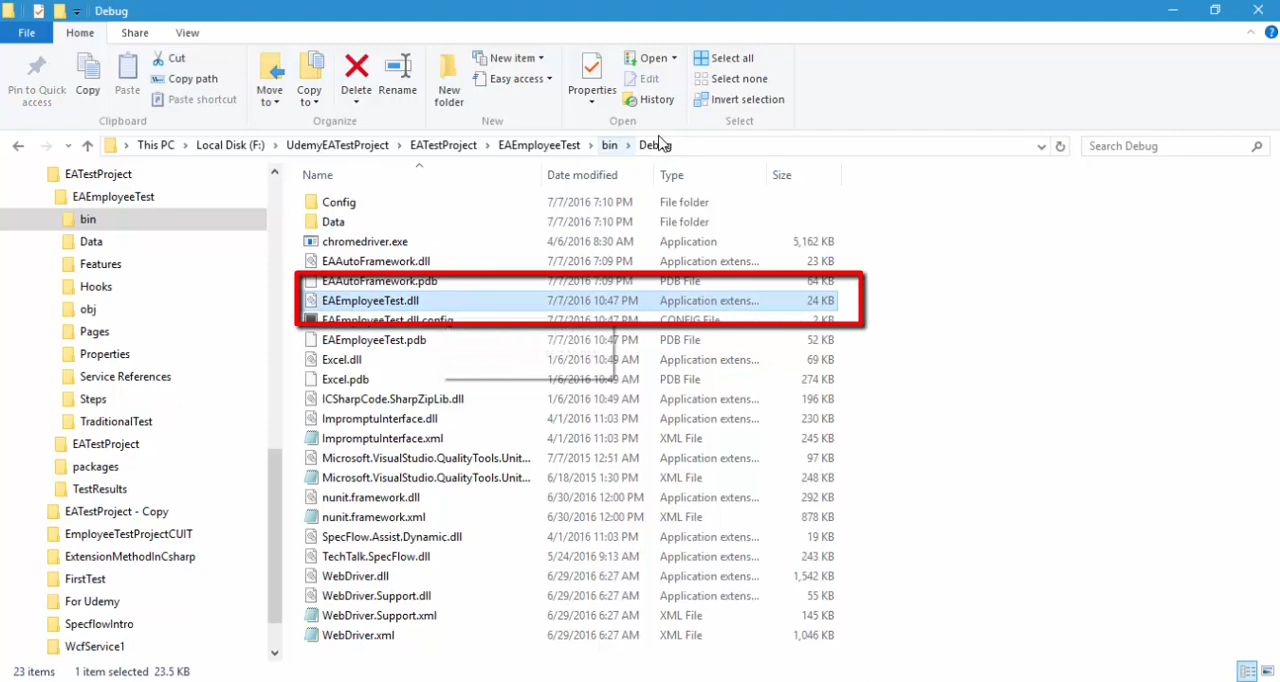 Debug
File Home Share View
Pin to Quick access
Copy
Paste
Cut
Copy path
Paste shortcut
Clipboard
Move to
Copy to
Delete
Rename
Organize
New folder
New item
Easy access
New
Properties
Open
Edit
History
Open
Select all
Select none
Invert selection
Select
This PC Local Disk (F:) UdemyEATestProject EATestProject EAEmployeeTest bin Debug
Search Debug
EATestProject
EAEmployeeTest
bin
Data
Features
Hooks
obj
Pages
Properties
Service References
Steps
TraditionalTest
EATestProject
packages
TestResults
EATestProject - Copy
EmployeeTestProjectCUIT
ExtensionMethodInCsharp
FirstTest
For Udemy
SpecflowIntro
WcfService1
Name Date modified Type Size
Config 7/7/2016 7:10 PM File folder
Data 7/7/2016 7:10 PM File folder
chromedriver.exe 4/6/2016 8:30 AM Application 5,162 KB
EAAutoFramework.dll 7/7/2016 7:09 PM Application extens... 23 KB
EAAutoFramework.pdb 7/7/2016 7:09 PM PDB File 64 KB
EAEmployeeTest.dll 7/7/2016 10:47 PM Application extens... 24 KB
EAEmployeeTest.dll.config 7/7/2016 10:47 PM CONFIG File 2 KB
EAEmployeeTest.pdb 7/7/2016 10:47 PM PDB File 52 KB
Excel.dll 1/6/2016 10:49 AM Application extens... 69 KB
Excel.pdb 1/6/2016 10:49 AM PDB File 274 KB
ICSharpCode.SharpZipLib.dll 1/6/2016 10:49 AM Application extens... 196 KB
ImpromptuInterface.dll 4/1/2016 11:03 PM Application extens... 230 KB
ImpromptuInterface.xml 4/1/2016 11:03 PM XML File 245 KB
Microsoft.VisualStudio.QualityTools.Unit... 7/7/2015 12:51 AM Application extens... 97 KB
Microsoft.VisualStudio.QualityTools.Unit... 6/18/2015 1:30 PM XML File 248 KB
nunit.framework.dll 6/30/2016 12:00 PM Application extens... 292 KB
nunit.framework.xml 6/30/2016 12:00 PM XML File 878 KB
SpecFlow.Assist.Dynamic.dll 4/1/2016 11:03 PM Application extens... 19 KB
TechTalk.SpecFlow.dll 5/24/2016 9:13 AM Application extens... 243 KB
WebDriver.dll 6/29/2016 6:27 AM Application extens... 1,542 KB
WebDriver.Support.dll 6/29/2016 6:27 AM Application extens... 55 KB
WebDriver.Support.xml 6/29/2016 6:27 AM XML File 145 KB
WebDriver.xml 6/29/2016 6:27 AM XML File 1,046 KB
23 items 1 item selected 23.5 KB